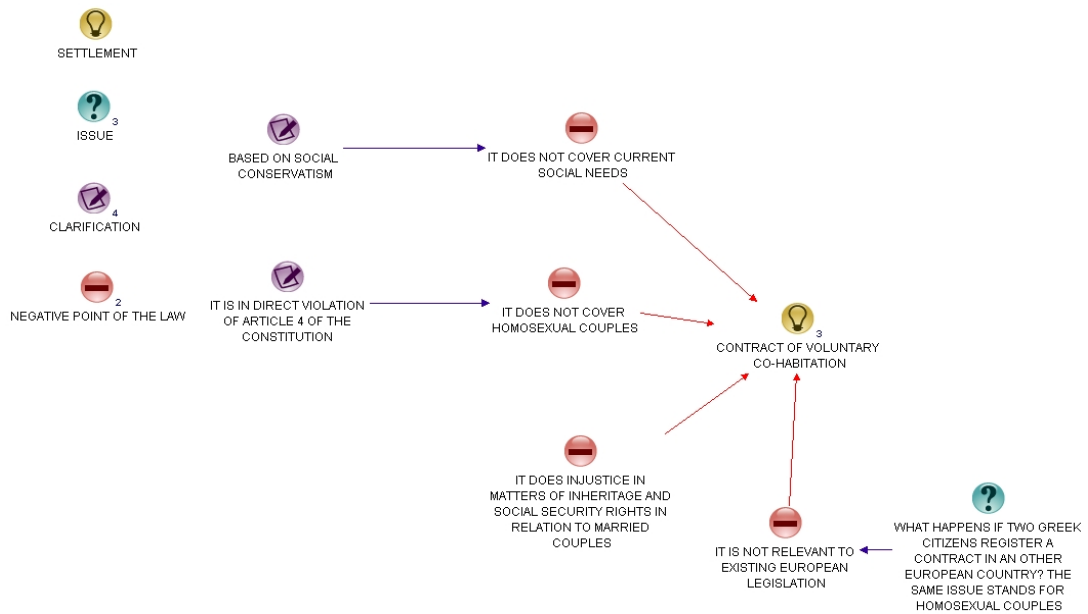 SETTLEMENT
?
3
ISSUE
4
CLARIFICATION
2
NEGATIVE POINT OF THE LAW
BASED ON SOCIAL
CONSERVATISM
IT DOES NOT COVER CURRENT
SOCIAL NEEDS
IT IS IN DIRECT VIOLATION
OF ARTICLE 4 OF THE
CONSTITUTION
IT DOES NOT COVER
HOMOSEXUAL COUPLES
3
CONTRACT OF VOLUNTARY
CO-HABITATION
IT DOES INJUSTICE IN
MATTERS OF INHERITAGE AND
SOCIAL SECURITY RIGHTS IN
RELATION TO MARRIED
COUPLES
IT IS NOT RELEVANT TO
EXISTING EUROPEAN
LEGISLATION
?
WHAT HAPPENS IF TWO GREEK
CITIZENS REGISTER A
CONTRACT IN AN OTHER
EUROPEAN COUNTRY? THE
SAME ISSUE STANDS FOR
HOMOSEXUAL COUPLES